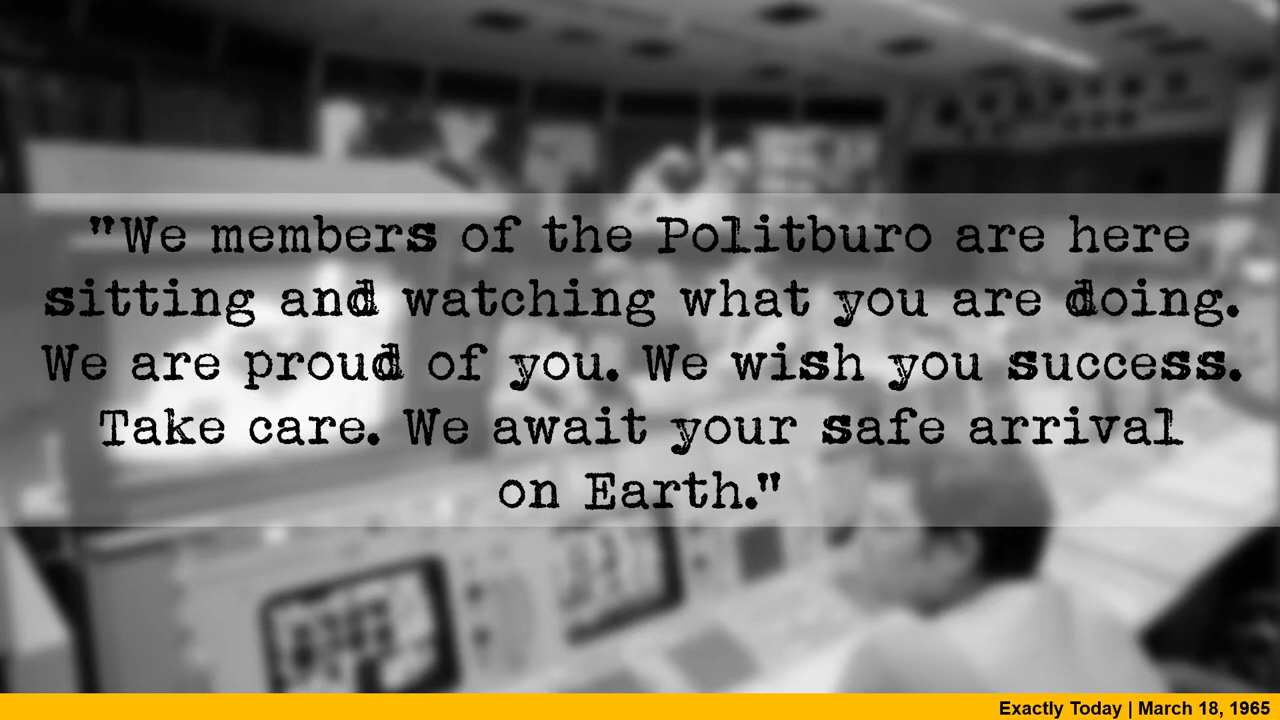 "We members of the Politburo are here
sitting and watching what you are doing.
We are proud of you. We wish you success.
Take care. We await your safe arrival
on Earth."
Exactly Today | March 18, 1965